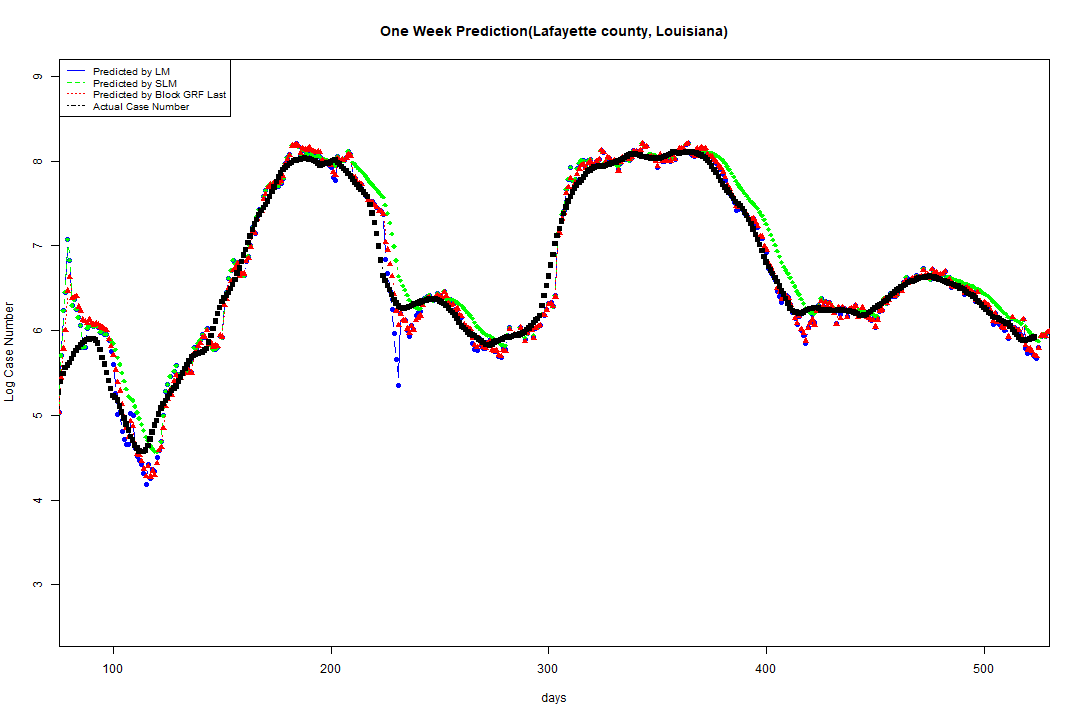 One Week Prediction(Lafayette county, Louisiana)
Predicted by LM
Predicted by SLM
Predicted by Block GRF Last
Actual Case Number
Log Case Number
9
8
7
6
5
4
3
100 200 300 400 500
days